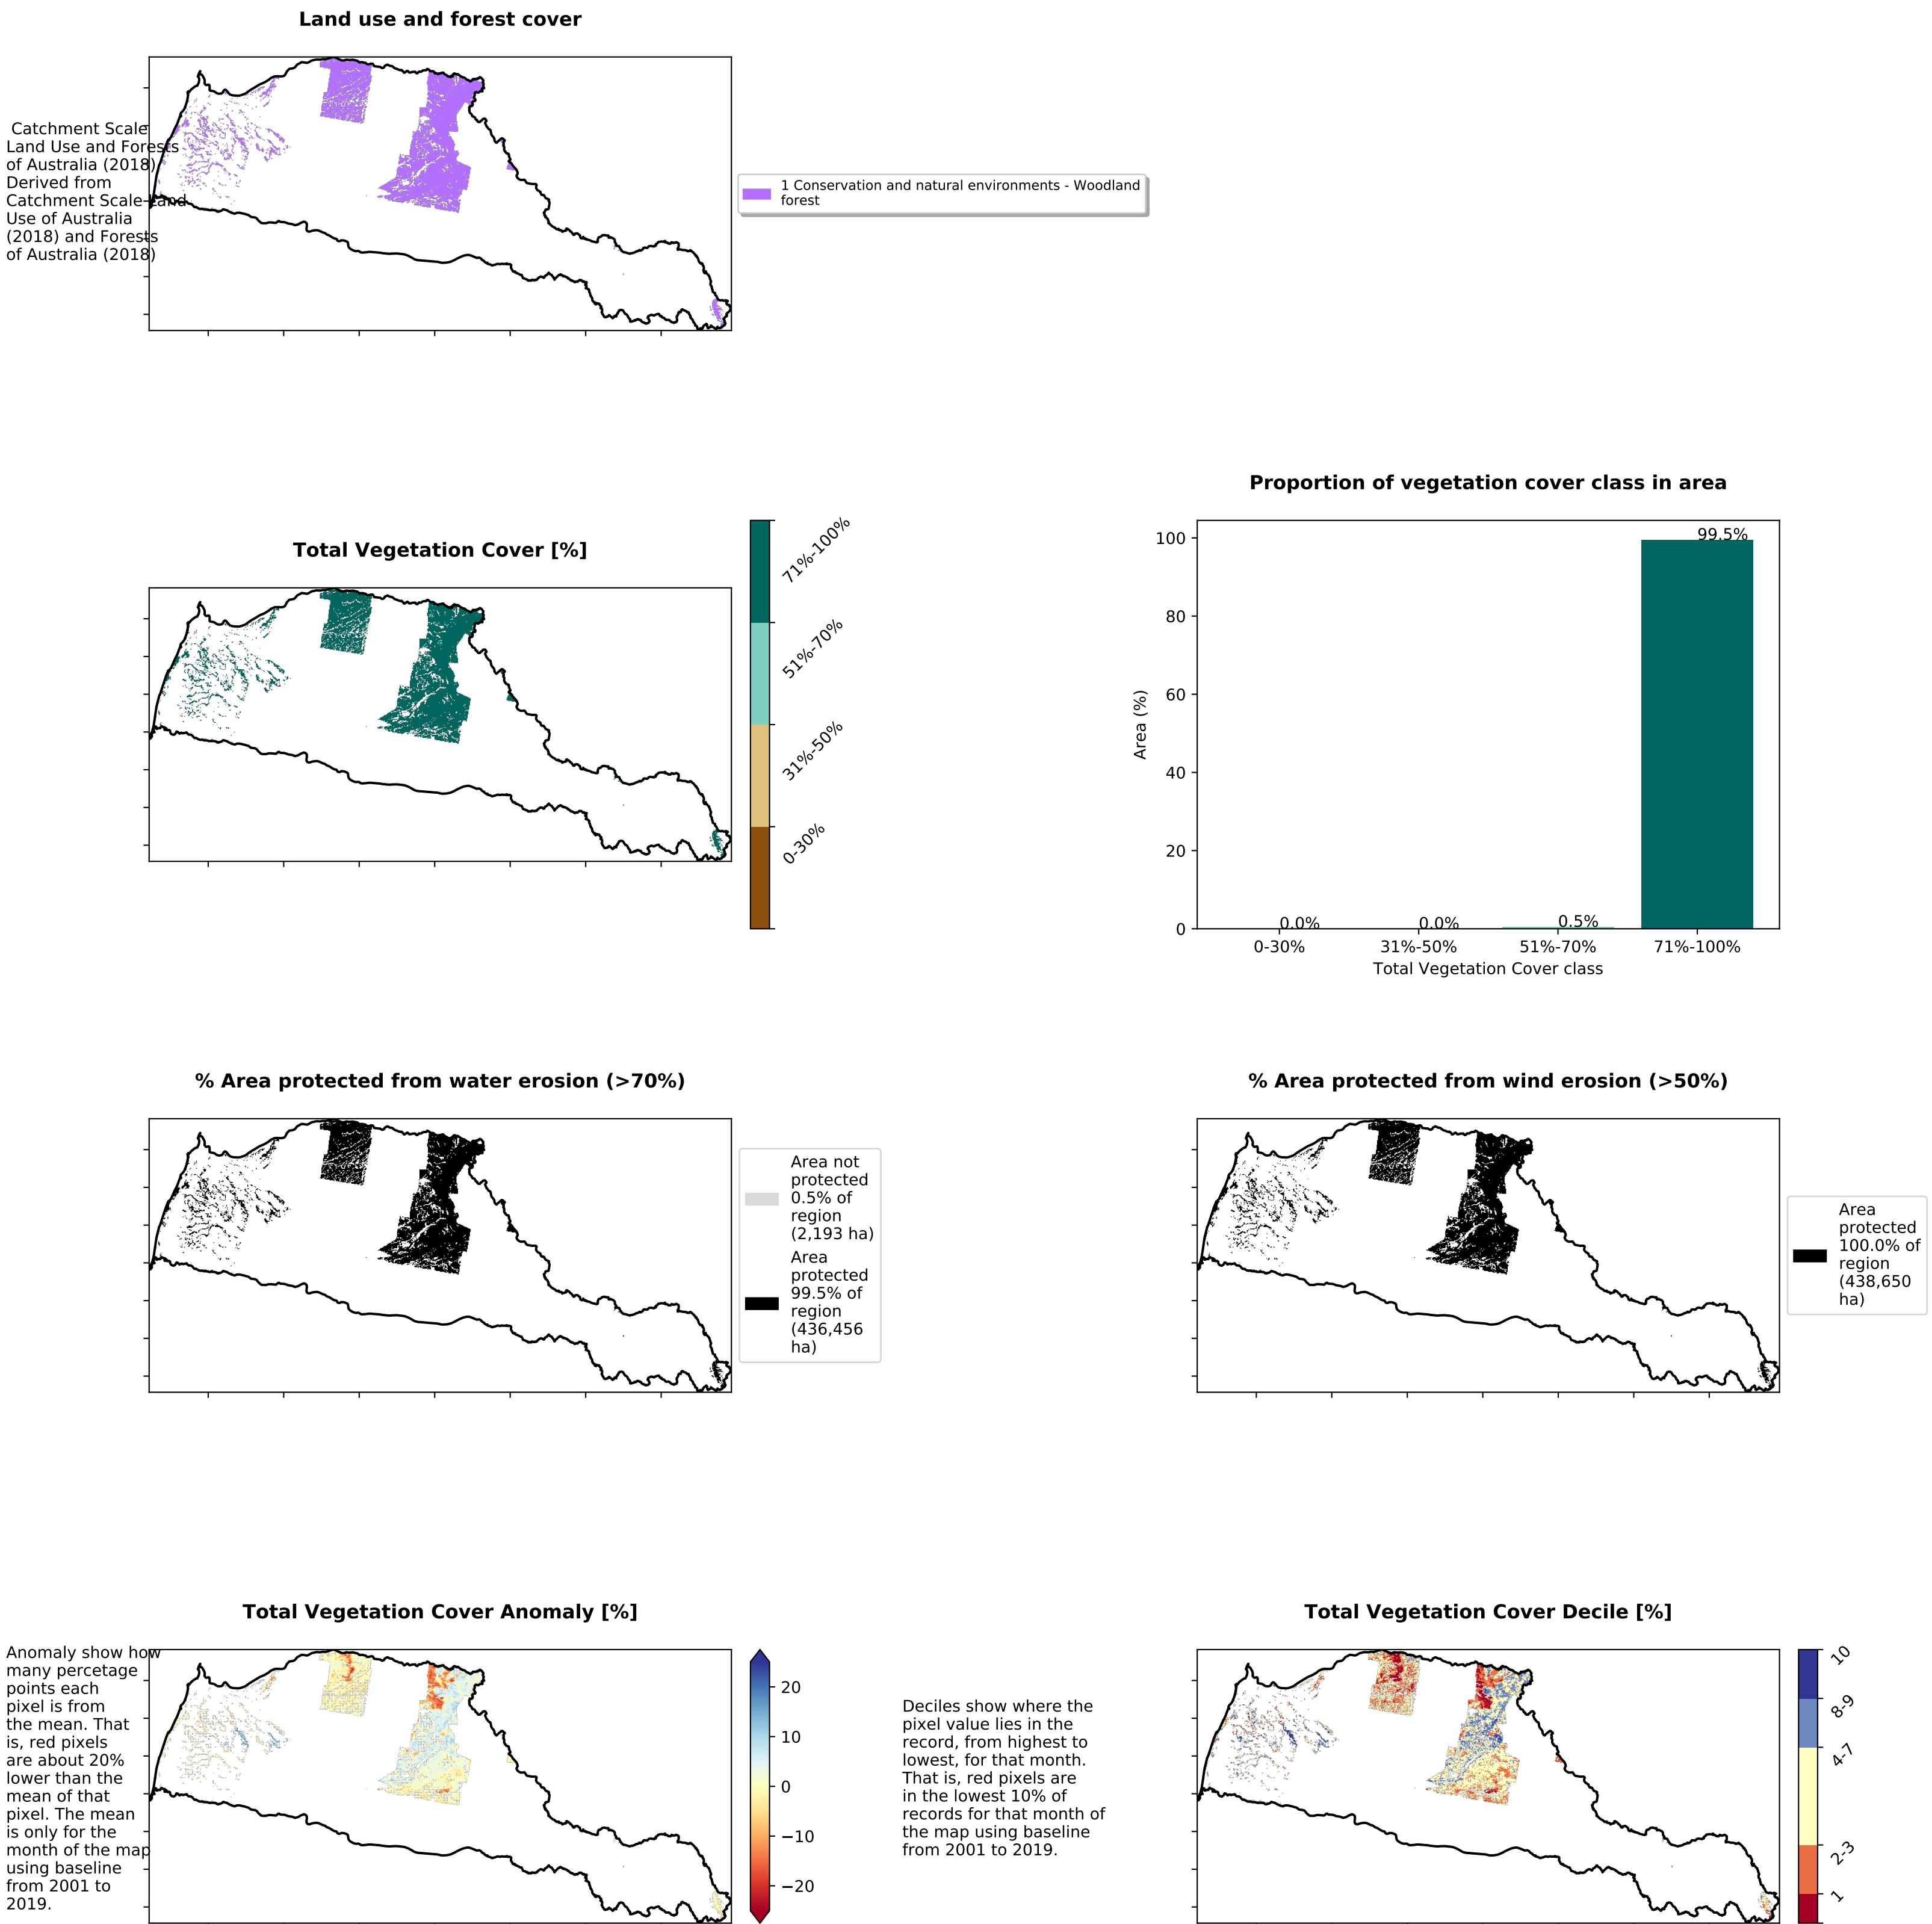 Land use and forest cover
Catchment Scale
Land Use and Forests
of Australia (2018)
Derived from
Catchment Scale Land
Use of Australia
(2018) and Forests
of Australia (2018)
1 Conservation and natural environments - Woodland
forest
Total Vegetation Cover [%]
71%-100%
51%-70%
31%-50%
0-30%
Proportion of vegetation cover class in area
Area (%)
100
80
60
40
20
0
0.0%
0.0%
0.5%
99.5%
0-30%
31%-50%
51%-70%
71%-100%
Total Vegetation Cover class
% Area protected from water erosion (>70%)
Area not
protected
0.5% of
region
(2,193 ha)
Area
protected
99.5% of
region
(436,456
ha)
% Area protected from wind erosion (>50%)
Area
protected
100.0% of
region
(438,650
ha)
Total Vegetation Cover Anomaly [%]
Anomaly show how
many percetage
points each
pixel is from
the mean. That
is, red pixels
are about 20%
lower than the
mean of that
pixel. The mean
is only for the
month of the map
using baseline
from 2001 to
2019.
20
10
0
−10
−20
Total Vegetation Cover Decile [%]
Deciles show where the
pixel value lies in the
record, from highest to
lowest, for that month.
That is, red pixels are
in the lowest 10% of
records for that month of
the map using baseline
from 2001 to 2019.
10
8-9
4-7
2-3
1